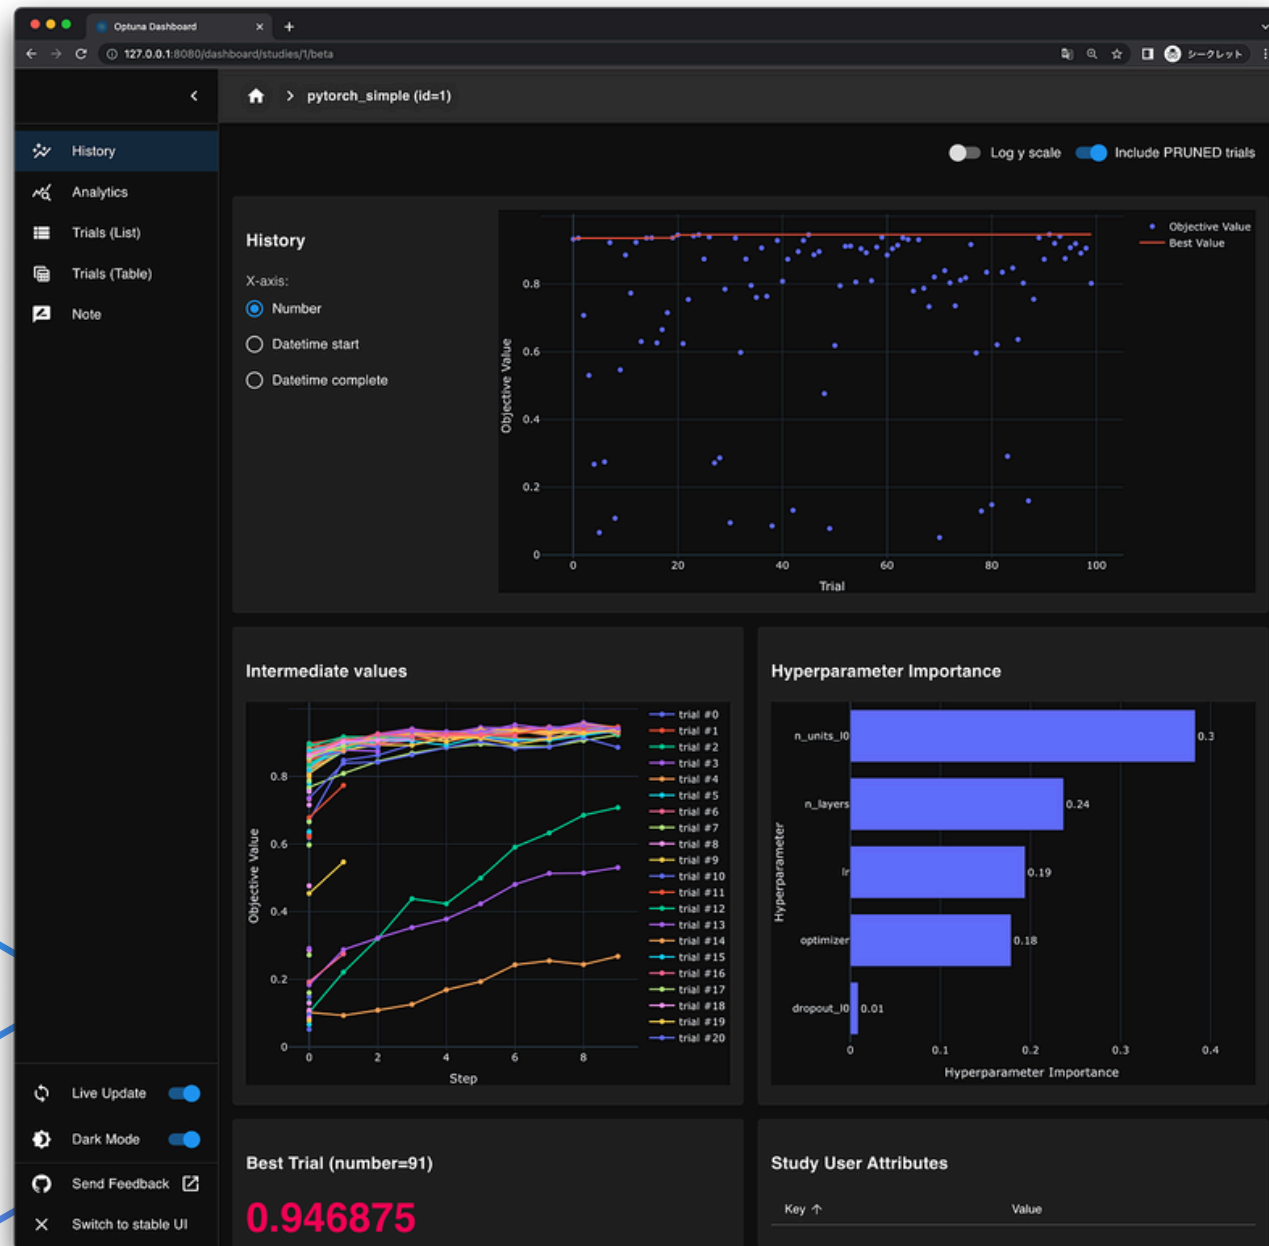 Optuna Dashboard
127.0.0.1:8080/dashboard/studies/1/beta
シークレット
pytorch_simple (id=1)
History
Analytics
Trials (List)
Trials (Table)
Note
Log y scale
Include PRUNED trials
History
X-axis:
Number
Datetime start
Datetime complete
Objective Value
0.8
0.6
0.4
0.2
0
0
20
40
60
80
100
Trial
Objective Value
Best Value
Intermediate values
Objective Value
0.8
0.6
0.4
0.2
0
0
2
4
6
8
Step
trial #0
trial #1
trial #2
trial #3
trial #4
trial #5
trial #6
trial #7
trial #8
trial #9
trial #10
trial #11
trial #12
trial #13
trial #14
trial #15
trial #16
trial #17
trial #18
trial #19
trial #20
Hyperparameter Importance
Hyperparameter
n_units_l0
0.3
n_layers
0.24
lr
0.19
optimizer
0.18
dropout_l0
0.01
0
0.1
0.2
0.3
0.4
Hyperparameter Importance
Live Update
Dark Mode
Send Feedback
Switch to stable UI
Best Trial (number=91)
0.946875
Study User Attributes
Key
Value